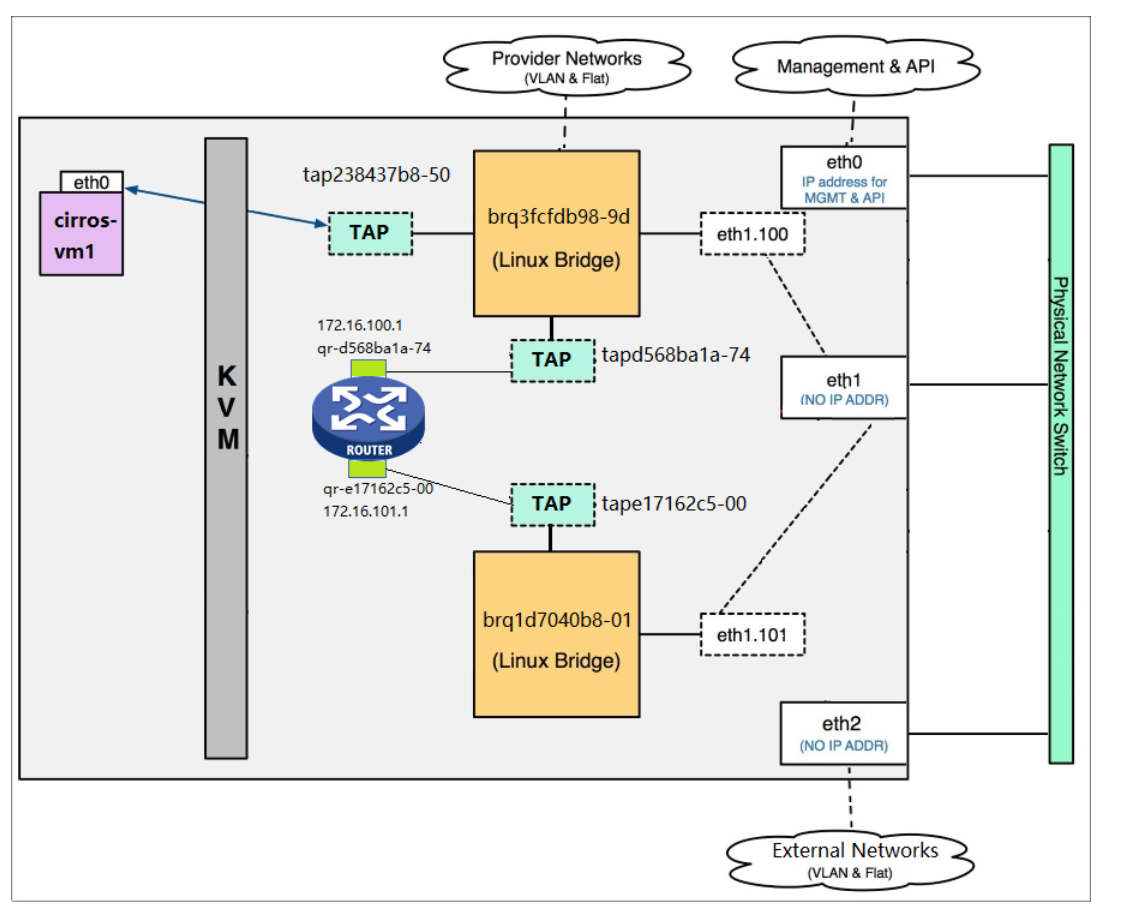 Provider Networks
(VLAN & Flat)
Management & API
tap238437b8-50
eth0
IP address for
MGMT & API
eth0
cirros-
vm1
TAP
brq3fcfdb98-9d
(Linux Bridge)
eth1.100
172.16.100.1
qr-d568ba1a-74
TAP
tapd568ba1a-74
K
V
M
ROUTER
eth1
(NO IP ADDR)
Physical Network Switch
qr-e17162c5-00
172.16.101.1
TAP
tape17162c5-00
brq1d7040b8-01
(Linux Bridge)
eth1.101
eth2
(NO IP ADDR)
External Networks
(VLAN & Flat)